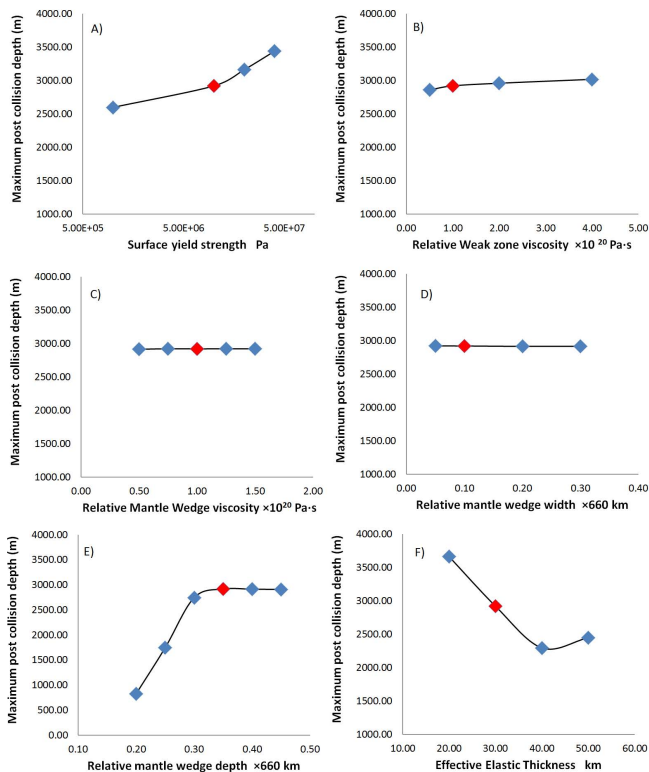 A)
Maximum post collision depth (m)
4000.00
3500.00
3000.00
2500.00
2000.00
1500.00
1000.00
5.00E+05 5.00E+06 5.00E+07
Surface yield strength Pa
B)
Maximum post collision depth (m)
4000.00
3500.00
3000.00
2500.00
2000.00
1500.00
1000.00
0.00 1.00 2.00 3.00 4.00 5.00
Relative Weak zone viscosity ×10 ²⁰ Pa·s
C)
Maximum post collision depth (m)
4000.00
3500.00
3000.00
2500.00
2000.00
1500.00
1000.00
0.00 0.50 1.00 1.50 2.00
Relative Mantle Wedge viscosity ×10²⁰ Pa·s
D)
Maximum post collision depth (m)
4000.00
3500.00
3000.00
2500.00
2000.00
1500.00
1000.00
0.00 0.10 0.20 0.30 0.40
Relative mantle wedge width ×660 km
E)
Maximum post collision depth (m)
4000.00
3500.00
3000.00
2500.00
2000.00
1500.00
1000.00
500.00
0.00
0.10 0.20 0.30 0.40 0.50
Relative mantle wedge depth ×660 km
F)
Maximum post collision depth (m)
4000.00
3500.00
3000.00
2500.00
2000.00
1500.00
1000.00
10.00 20.00 30.00 40.00 50.00 60.00
Effective Elastic Thickness km